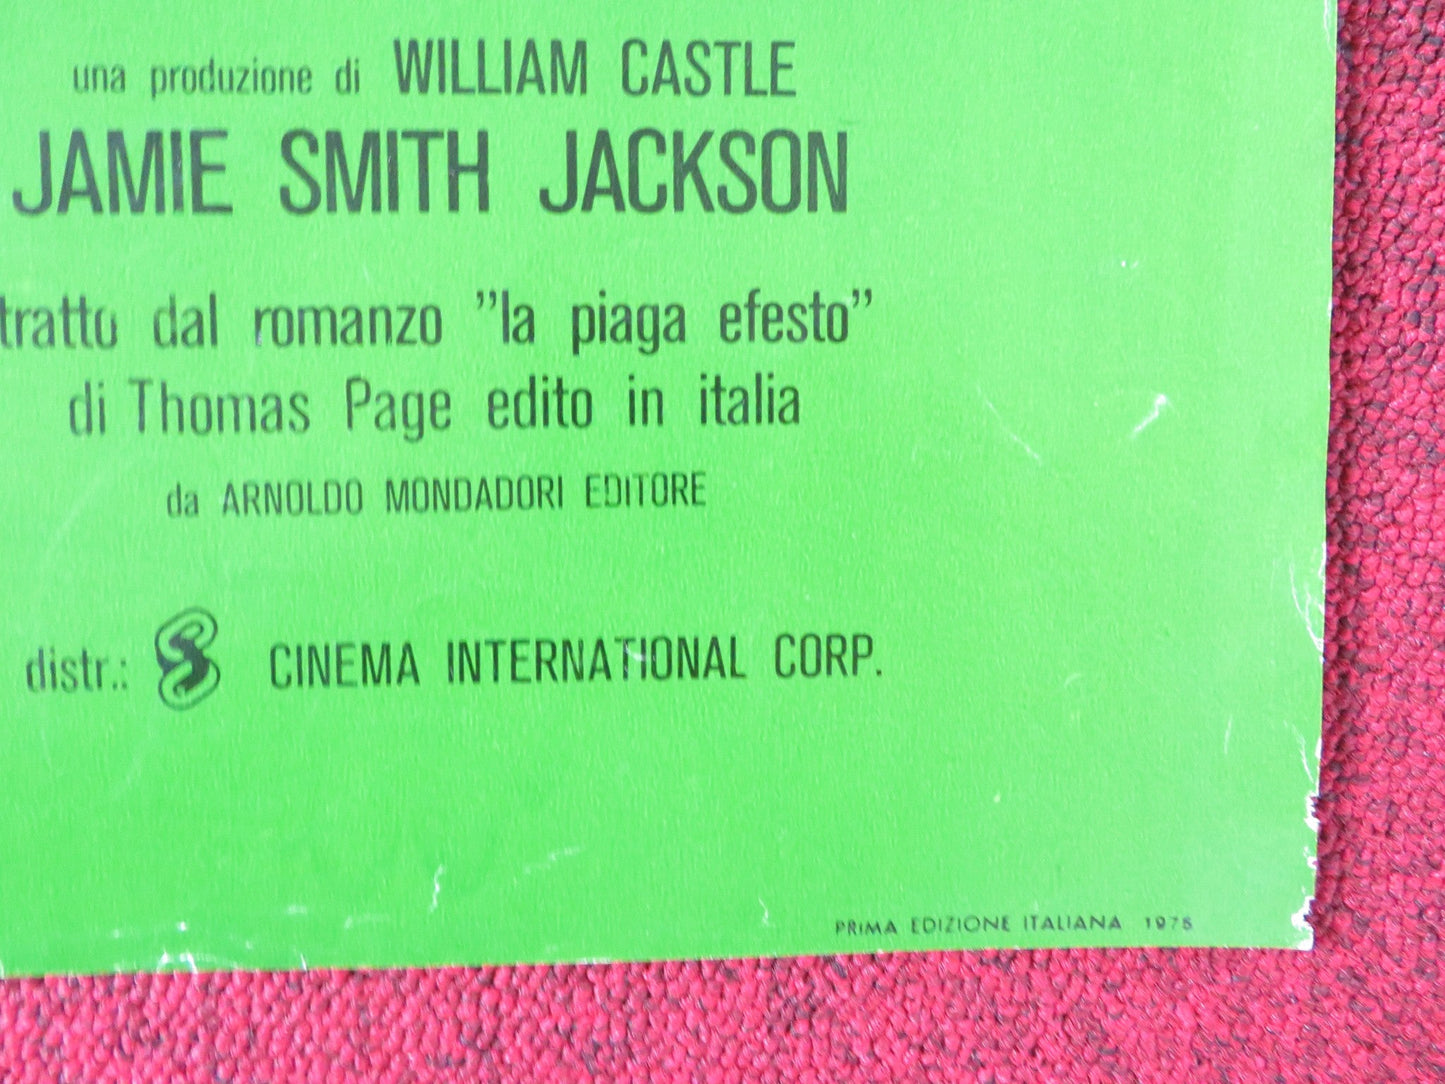 una produzione di WILLIAM CASTLE
JAMIE SMITH JACKSON
tratto dal romanzo "la piaga efesto"
di Thomas Page edito in italia
da ARNOLDO MONDADORI EDITORE
distr.: CINEMA INTERNATIONAL CORP.
PRIMA EDIZIONE ITALIANA 1975